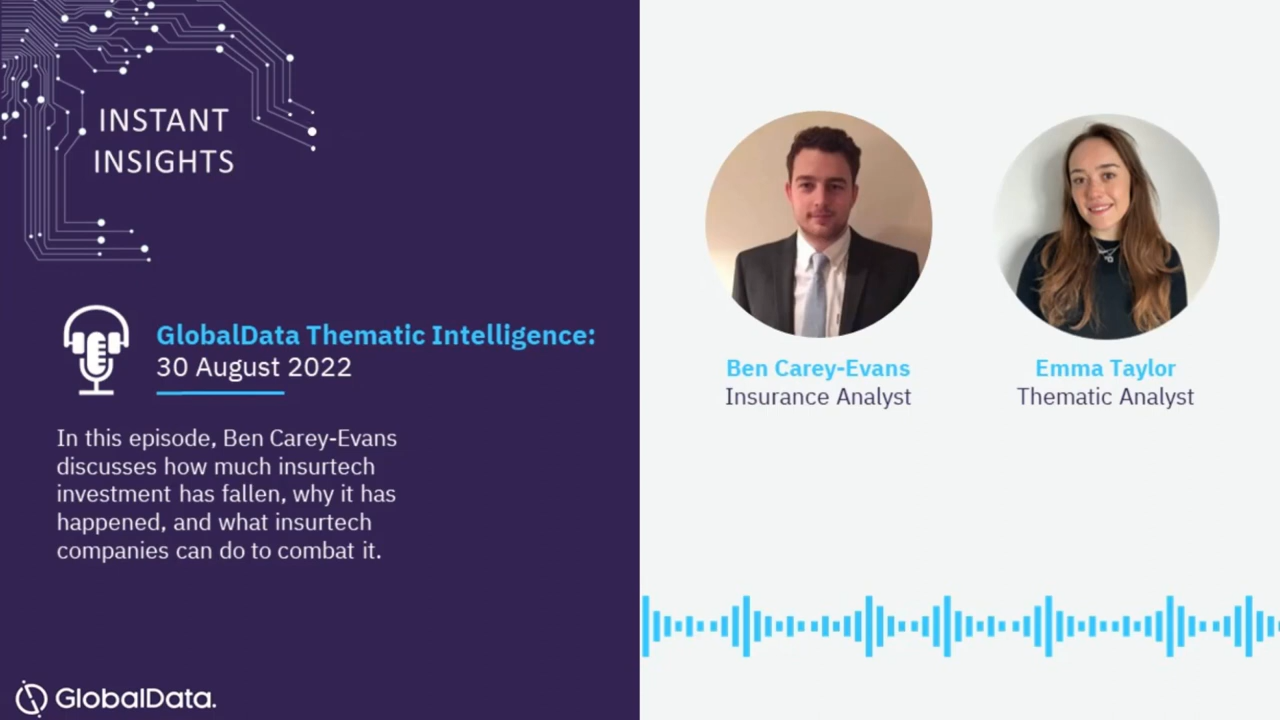 INSTANT
INSIGHTS
GlobalData Thematic Intelligence:
30 August 2022
In this episode, Ben Carey-Evans
discusses how much insurtech
investment has fallen, why it has
happened, and what insurtech
companies can do to combat it.
GlobalData.
Ben Carey-Evans
Insurance Analyst
Emma Taylor
Thematic Analyst